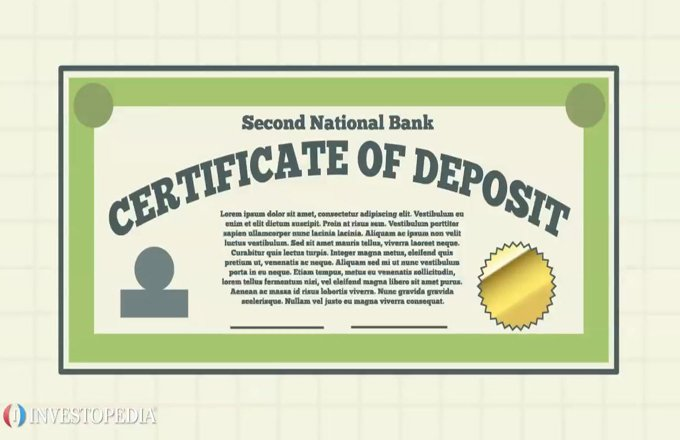 Second National Bank
CERTIFICATE OF DEPOSIT
Lorem ipsum dolor sit amet, consectetur adipiscing elit. Vestibulum eu
enim et elit dictum suscipit. Proin at risus sem. Vestibulum porttitor
sapien ullamcorper nunc lacinia lacinia. Aliquam ac ipsum non velit
luctus vestibulum. Sed sit amet mauris tellus, viverra laoreet neque.
Curabitur quis lectus turpis. Integer magna metus, eleifend quis
pretium ut, venenatis ac neque. Aliquam sed mi ut nunc vestibulum
porta in eu neque. Etiam tempus, metus eu venenatis sollicitudin,
lorem tellus fermentum nisi, vel eleifend magna libero sit amet purus.
Aenean ac massa id risus lobortis viverra. Nunc gravida gravida
scelerisque. Nullam vel justo eu magna viverra consequat.
INVESTOPEDIA